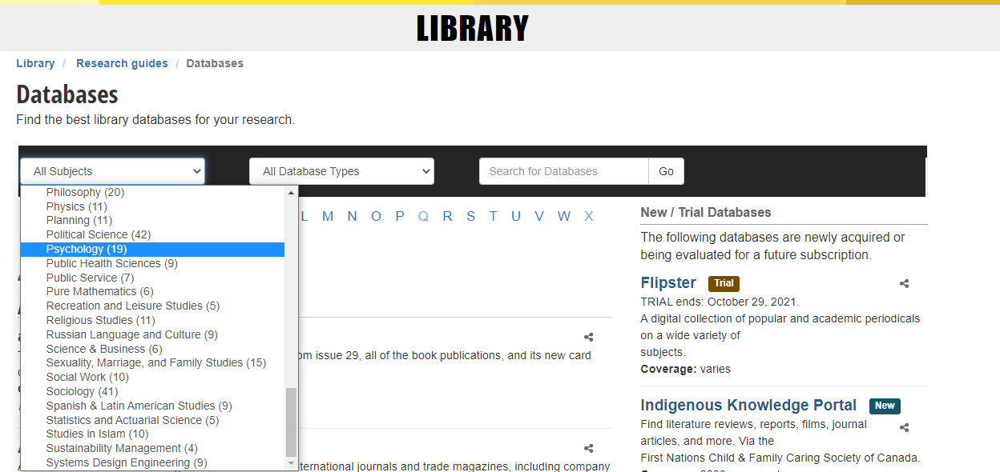 LIBRARY
Library / Research guides / Databases
Databases
Find the best library databases for your research.
All Subjects
All Database Types
Search for Databases
Go
Philosophy (20)
Physics (11)
Planning (11)
Political Science (42)
Psychology (19)
Public Health Sciences (9)
Public Service (7)
Pure Mathematics (6)
Recreation and Leisure Studies (5)
Religious Studies (11)
Russian Language and Culture (9)
Science & Business (6)
Sexuality, Marriage, and Family Studies (15)
Social Work (10)
Sociology (41)
Spanish & Latin American Studies (9)
Statistics and Actuarial Science (5)
Studies in Islam (10)
Sustainability Management (4)
Systems Design Engineering (9)
L M N O P Q R S T U V W X
issue 29, all of the book publications, and its new card
journals and trade magazines, including company
New / Trial Databases
The following databases are newly acquired or
being evaluated for a future subscription.
Flipster Trial
TRIAL ends: October 29, 2021.
A digital collection of popular and academic periodicals
on a wide variety of
subjects.
Coverage: varies
Indigenous Knowledge Portal New
Find literature reviews, reports, films, journal
articles, and more. Via the
First Nations Child & Family Caring Society of Canada.